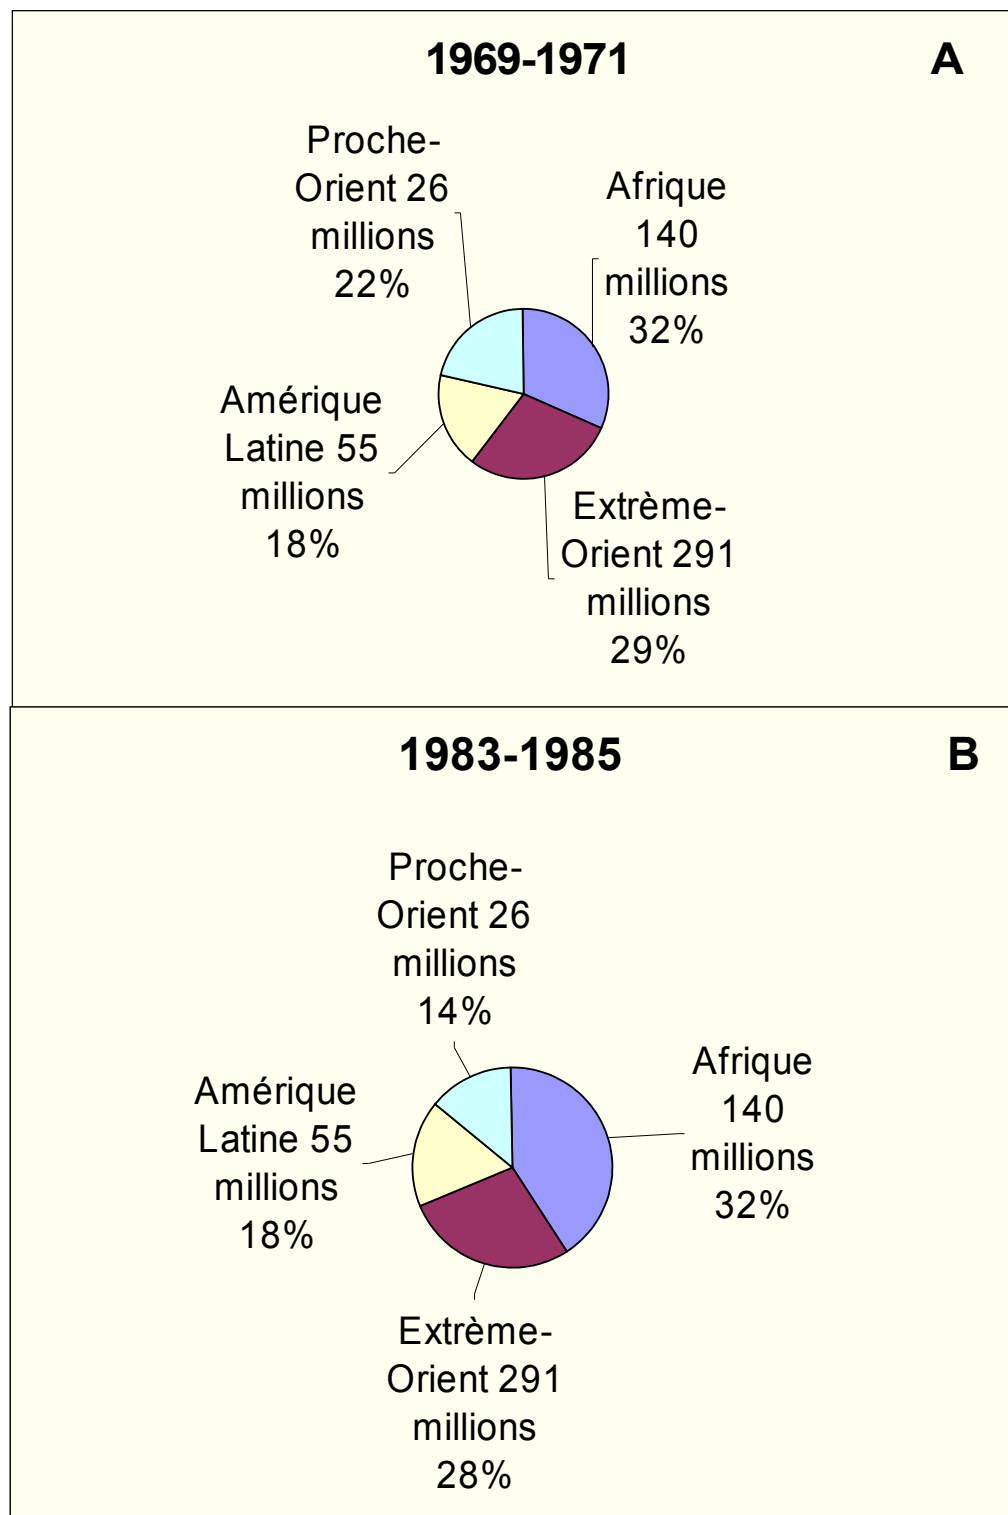 1969-1971
A
Proche-
Orient 26
millions
22%
Afrique
140
millions
32%
Amérique
Latine 55
millions
18%
Extrème-
Orient 291
millions
29%
1983-1985
B
Proche-
Orient 26
millions
14%
Afrique
140
millions
32%
Amérique
Latine 55
millions
18%
Extrème-
Orient 291
millions
28%